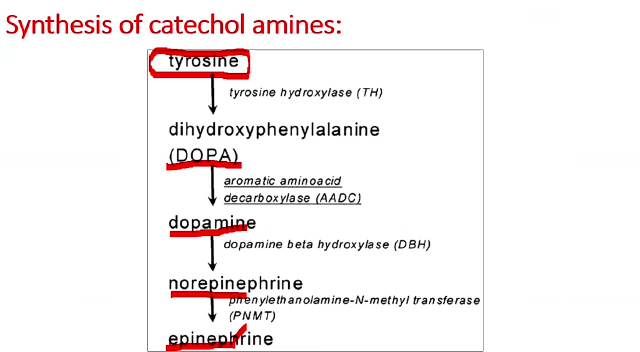 Synthesis of catechol amines:
tyrosine
tyrosine hydroxylase (TH)
dihydroxyphenylalanine
(DOPA)
aromatic aminoacid
decarboxylase (AADC)
dopamine
dopamine beta hydroxylase (DBH)
norepinephrine
phenylethanolamine-N-methyl transferase
(PNMT)
epinephrine